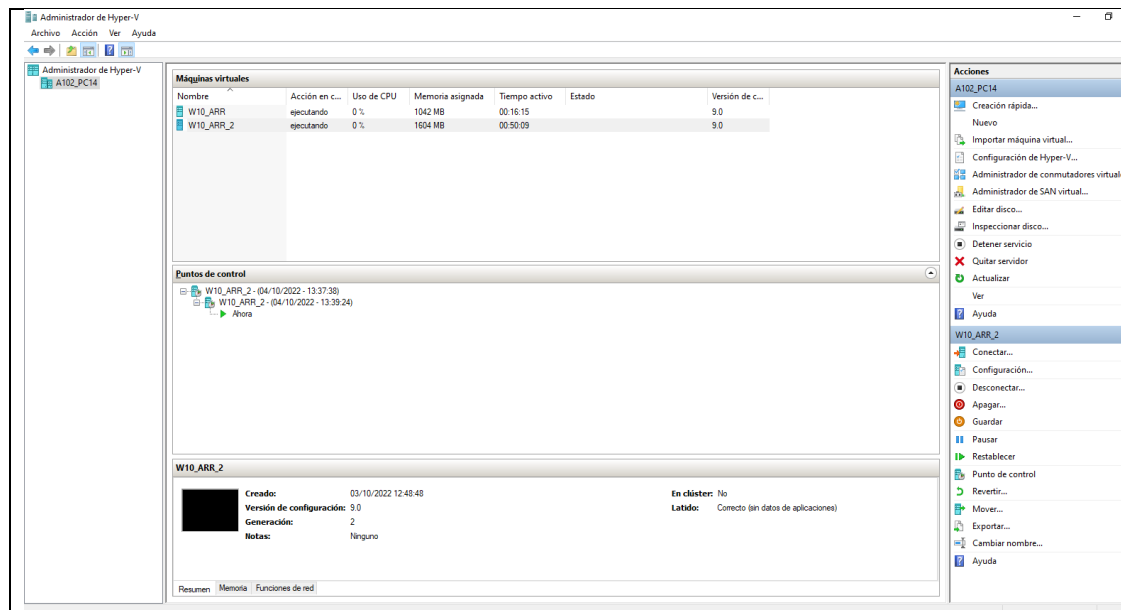 Administrador de Hyper-V
Archivo Acción Ver Ayuda
Administrador de Hyper-V
A102_PC14
Máquinas virtuales
Nombre Acción en c... Uso de CPU Memoria asignada Tiempo activo Estado Versión de c...
W10_ARR ejecutando 0 % 1042 MB 00:16:15 9.0
W10_ARR_2 ejecutando 0 % 1604 MB 00:50:09 9.0
Puntos de control
W10_ARR_2 - (04/10/2022 - 13:37:38)
W10_ARR_2 - (04/10/2022 - 13:39:24)
Ahora
W10_ARR_2
Creado: 03/10/2022 12:48:48 En clúster: No
Versión de configuración: 9.0 Latido: Correcto (sin datos de aplicaciones)
Generación: 2
Notas: Ninguno
Resumen Memoria Funciones de red
Acciones
A102_PC14
Creación rápida...
Nuevo
Importar máquina virtual...
Configuración de Hyper-V...
Administrador de conmutadores virtual
Administrador de SAN virtual...
Editar disco...
Inspeccionar disco...
Detener servicio
Quitar servidor
Actualizar
Ver
Ayuda
W10_ARR_2
Conectar...
Configuración...
Desconectar...
Apagar...
Guardar
Pausar
Restablecer
Punto de control
Revertir...
Mover...
Exportar...
Cambiar nombre...
Ayuda